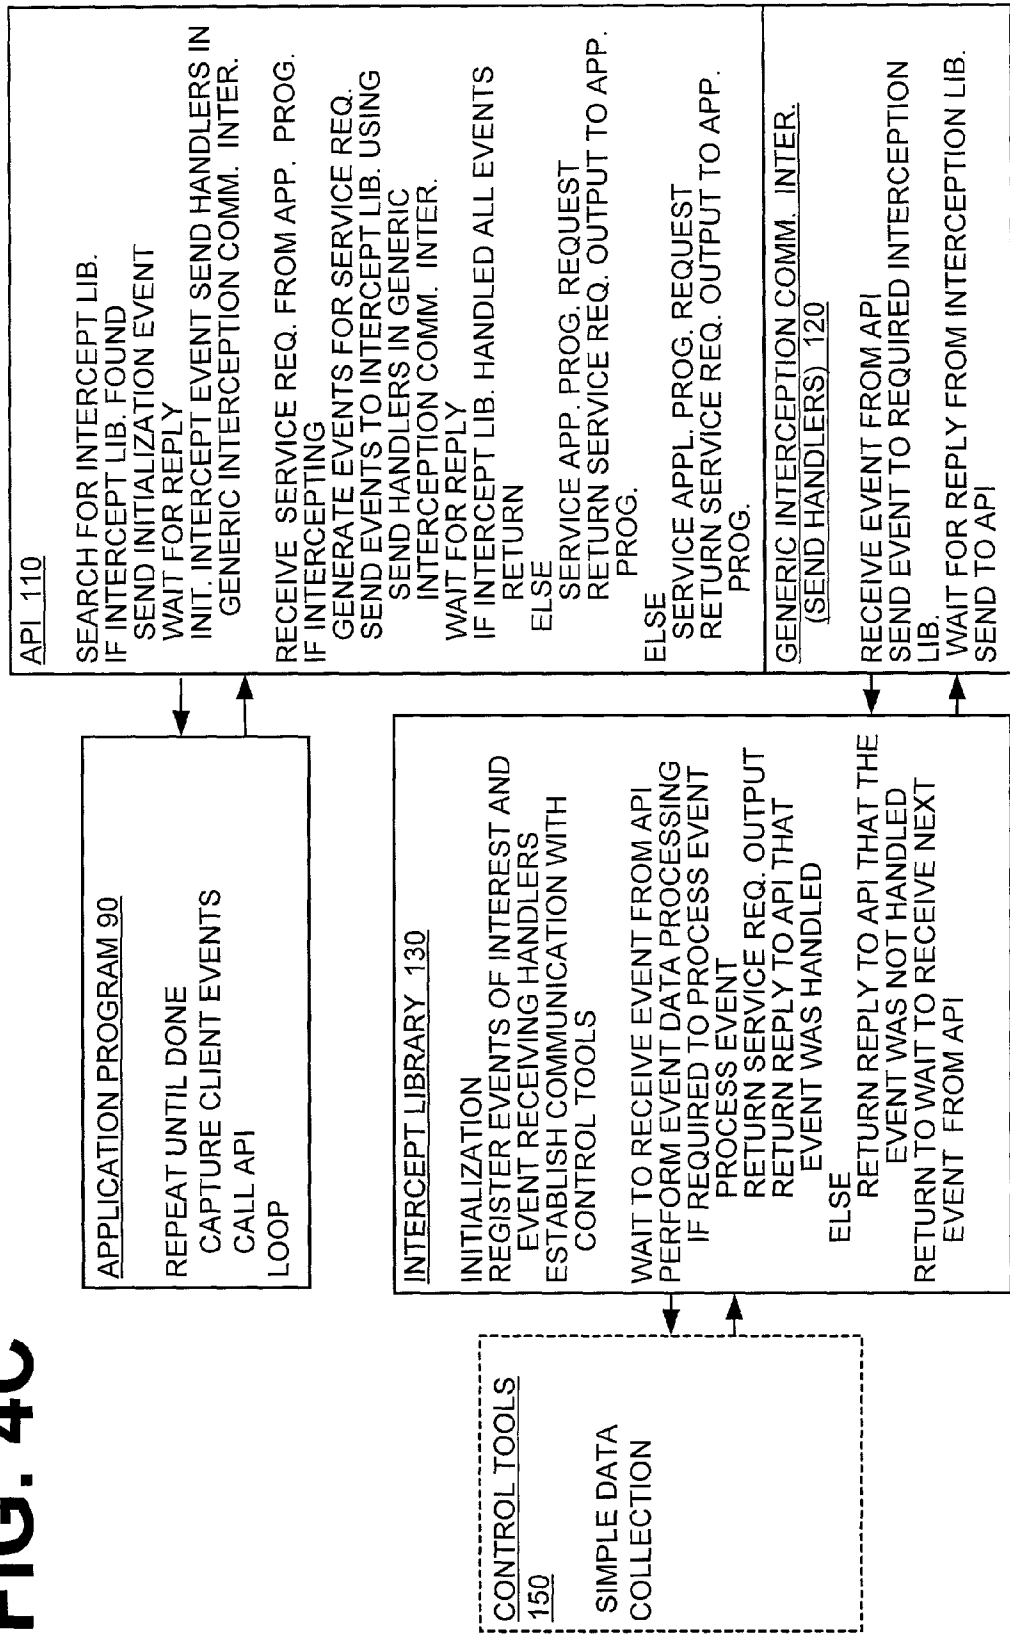 FIG. 4C
APPLICATION PROGRAM 90
REPEAT UNTIL DONE
CAPTURE CLIENT EVENTS
CALL API
LOOP
API 110
SEARCH FOR INTERCEPT LIB.
IF INTERCEPT LIB. FOUND
SEND INITIALIZATION EVENT
WAIT FOR REPLY
INIT. INTERCEPT EVENT SEND HANDLERS IN
GENERIC INTERCEPTION COMM. INTER.
RECEIVE SERVICE REQ. FROM APP. PROG.
IF INTERCEPTING
GENERATE EVENTS FOR SERVICE REQ.
SEND EVENTS TO INTERCEPT LIB. USING
SEND HANDLERS IN GENERIC
INTERCEPTION COMM. INTER.
WAIT FOR REPLY
IF INTERCEPT LIB. HANDLED ALL EVENTS
RETURN
ELSE
SERVICE APP. PROG. REQUEST
RETURN SERVICE REQ. OUTPUT TO APP.
PROG.
ELSE
SERVICE APPL. PROG. REQUEST
RETURN SERVICE REQ. OUTPUT TO APP.
PROG.
GENERIC INTERCEPTION COMM. INTER.
(SEND HANDLERS) 120
RECEIVE EVENT FROM API
SEND EVENT TO REQUIRED INTERCEPTION
LIB.
WAIT FOR REPLY FROM INTERCEPTION LIB.
SEND TO API
INTERCEPT LIBRARY 130
INITIALIZATION
REGISTER EVENTS OF INTEREST AND
EVENT RECEIVING HANDLERS
ESTABLISH COMMUNICATION WITH
CONTROL TOOLS
WAIT TO RECEIVE EVENT FROM API
PERFORM EVENT DATA PROCESSING
IF REQUIRED TO PROCESS EVENT
PROCESS EVENT
RETURN SERVICE REQ. OUTPUT
RETURN REPLY TO API THAT
EVENT WAS HANDLED
ELSE
RETURN REPLY TO API THAT THE
EVENT WAS NOT HANDLED
RETURN TO WAIT TO RECEIVE NEXT
EVENT FROM API
CONTROL TOOLS
150
SIMPLE DATA
COLLECTION